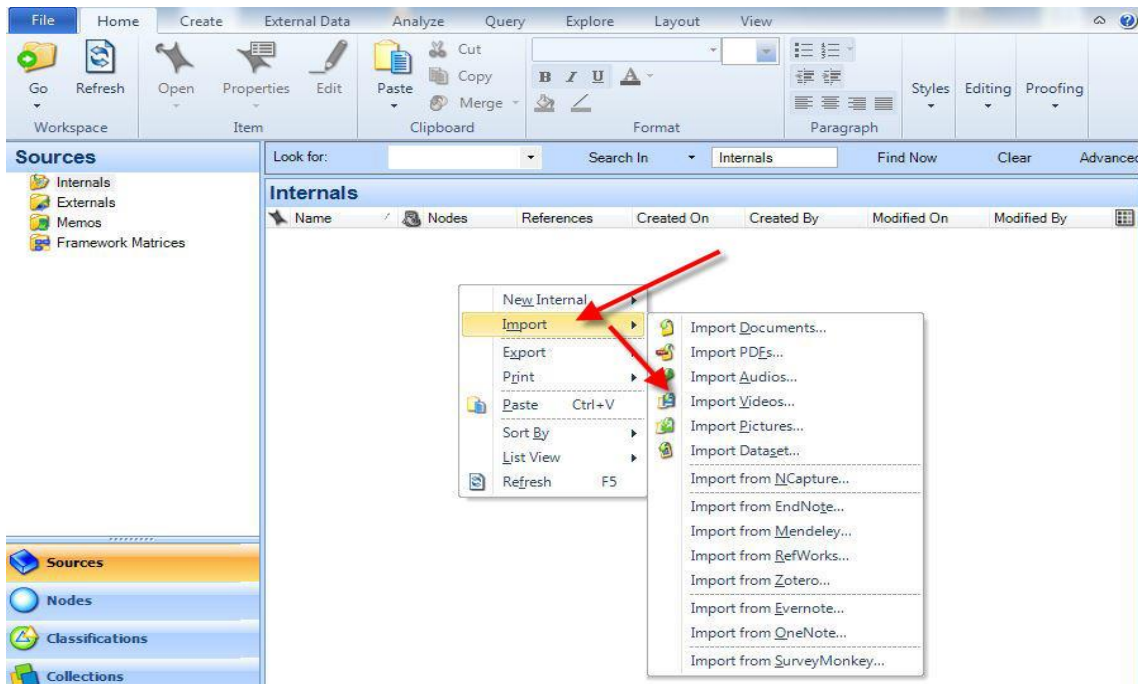 File Home Create External Data Analyze Query Explore Layout View
Go Refresh Open Properties Edit Paste Cut Copy Merge B I U A Styles Editing Proofing
Workspace Item Clipboard Format Paragraph
Sources
Internals
Externals
Memos
Framework Matrices
Look for: Search In Internals Find Now Clear Advanced
Internals
Name Nodes References Created On Created By Modified On Modified By
New Internal
Import
Export
Print
Paste Ctrl+V
Sort By
List View
Refresh F5
Import Documents...
Import PDFs...
Import Audios...
Import Videos...
Import Pictures...
Import Dataset...
Import from NCapture...
Import from EndNote...
Import from Mendeley...
Import from RefWorks...
Import from Zotero...
Import from Evernote...
Import from OneNote...
Import from SurveyMonkey...
Sources
Nodes
Classifications
Collections